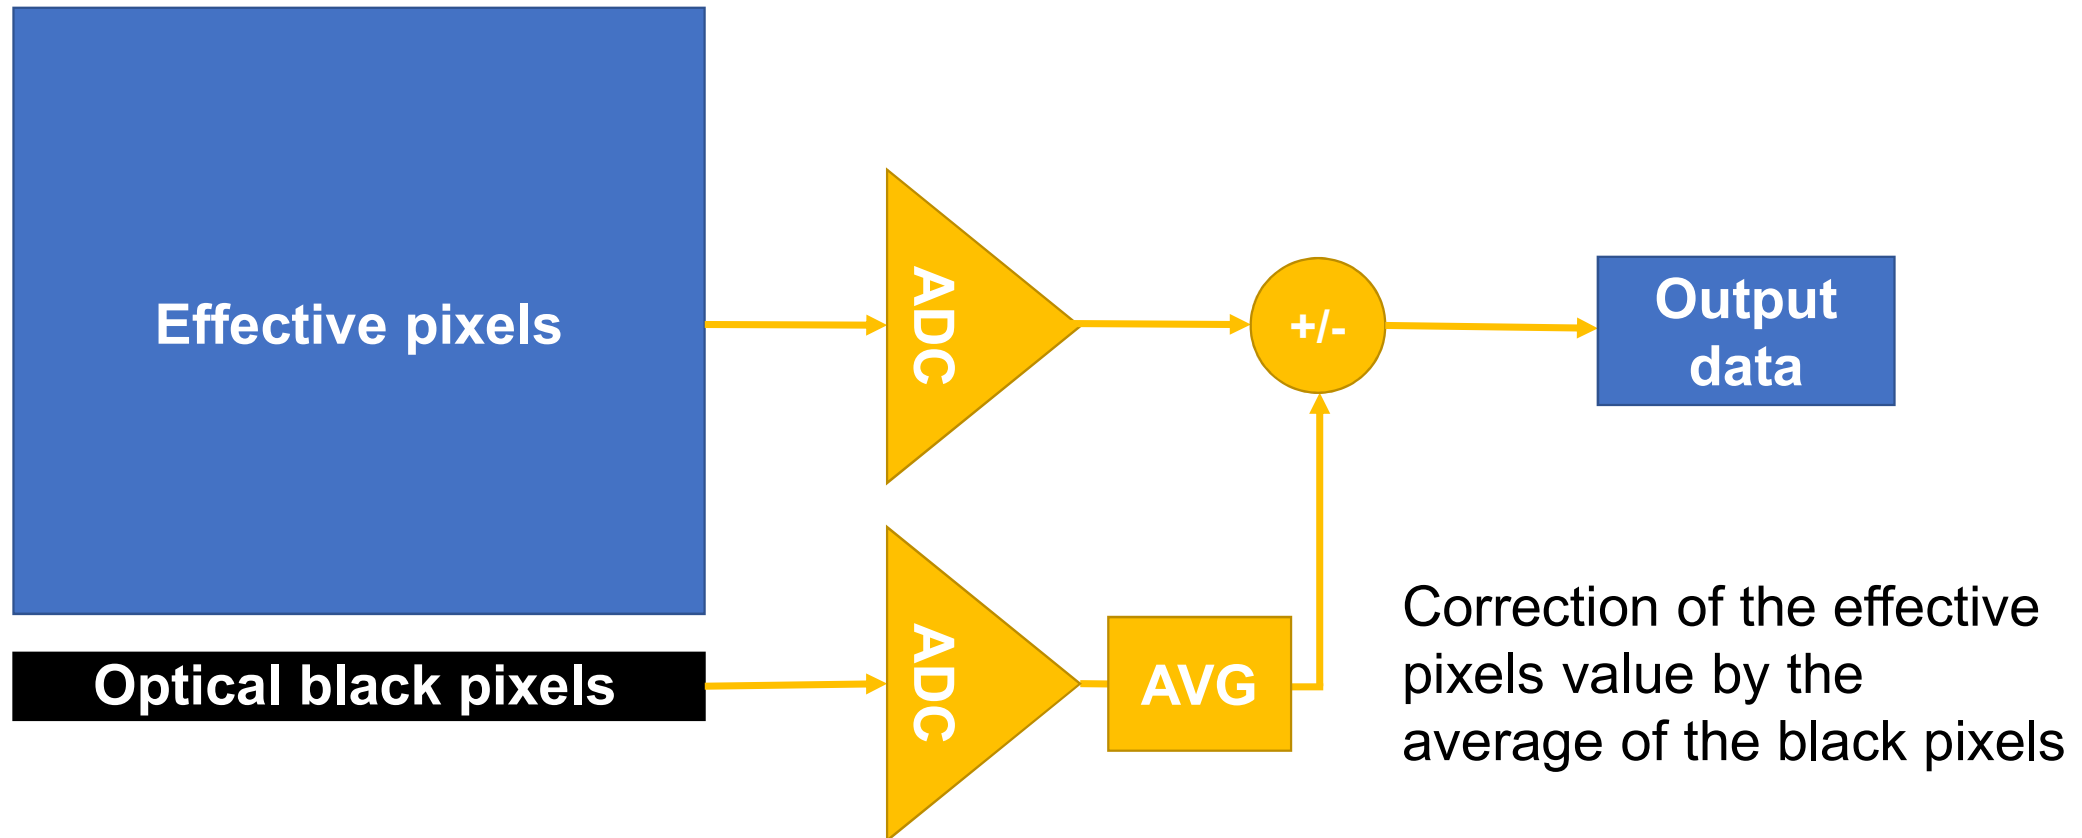 Effective pixels
ADC
+/-
Output
data
Optical black pixels
ADC
AVG
Correction of the effective
pixels value by the
average of the black pixels